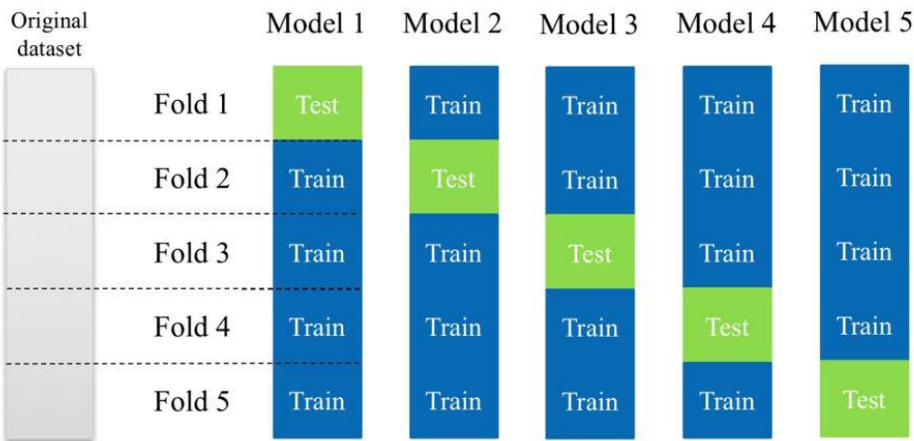 Original
dataset
Model 1 Model 2 Model 3 Model 4 Model 5
Fold 1 Test Train Train Train Train
Fold 2 Train Test Train Train Train
Fold 3 Train Train Test Train Train
Fold 4 Train Train Train Test Train
Fold 5 Train Train Train Train Test